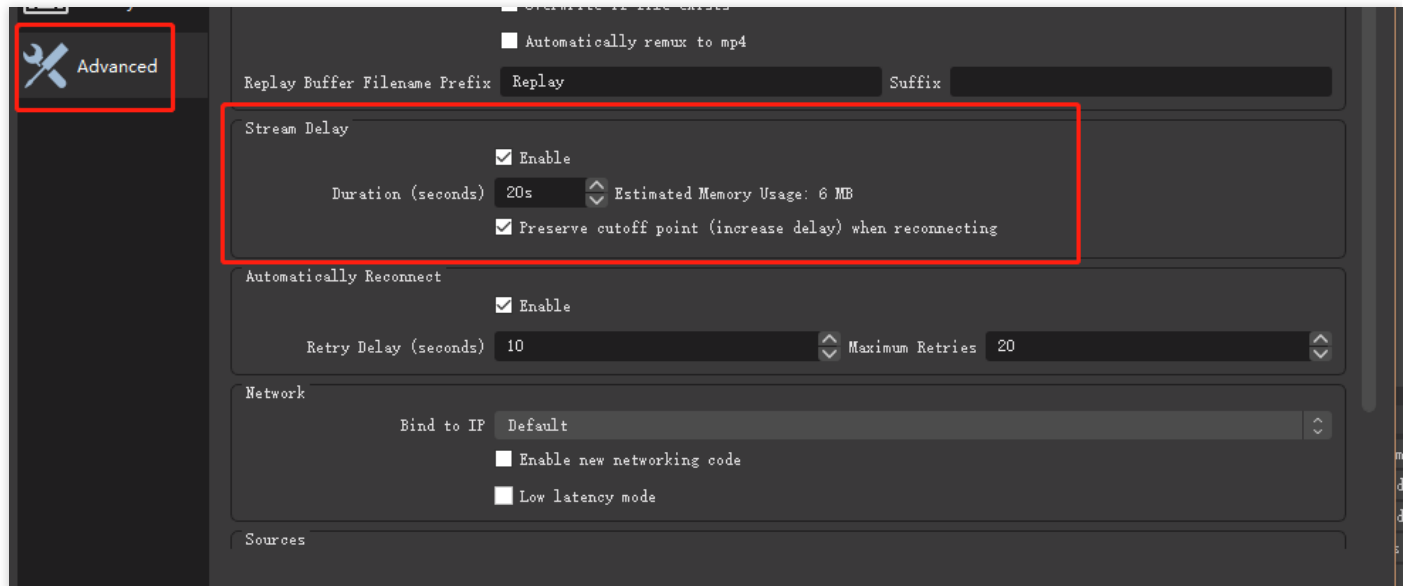 Automatically remux to mp4
Advanced
Replay Buffer Filename Prefix Replay Suffix
Stream Delay
Enable
Duration (seconds) 20s Estimated Memory Usage: 6 MB
Preserve cutoff point (increase delay) when reconnecting
Automatically Reconnect
Enable
Retry Delay (seconds) 10 Maximum Retries 20
Network
Bind to IP Default
Enable new networking code
Low latency mode
Sources